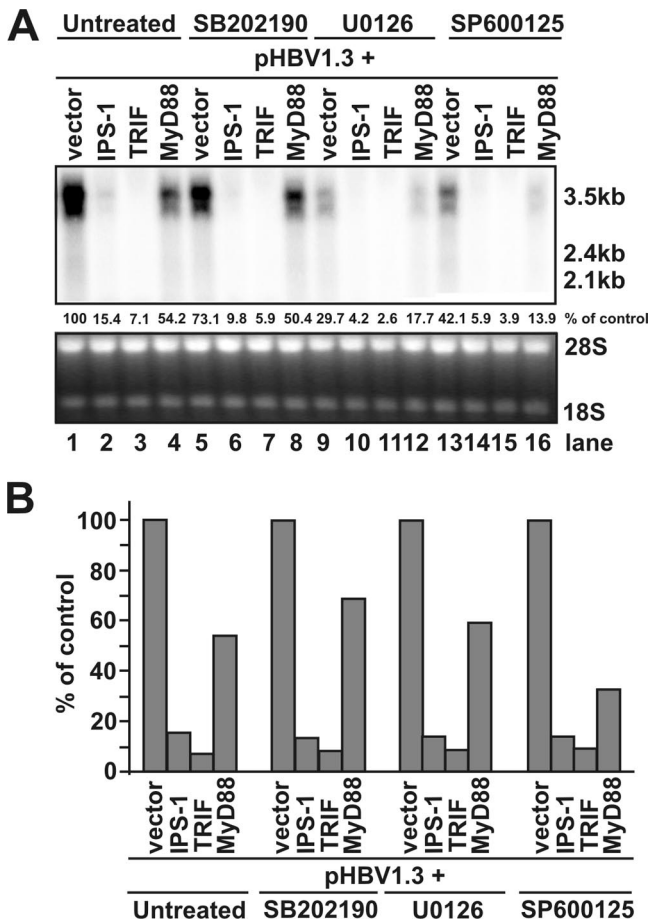 A
Untreated SB202190 U0126 SP600125
pHBV1.3 +
vector IPS-1 TRIF MyD88 vector IPS-1 TRIF MyD88 vector IPS-1 TRIF MyD88 vector IPS-1 TRIF MyD88
3.5kb
2.4kb
2.1kb
100 15.4 7.1 54.2 73.1 9.8 5.9 50.4 29.7 4.2 2.6 17.7 42.1 5.9 3.9 13.9 % of control
28S
18S
1 2 3 4 5 6 7 8 9 10 11 12 13 14 15 16 lane
B
% of control
100
80
60
40
20
0
vector IPS-1 TRIF MyD88 vector IPS-1 TRIF MyD88 vector IPS-1 TRIF MyD88 vector IPS-1 TRIF MyD88
pHBV1.3 +
Untreated SB202190 U0126 SP600125